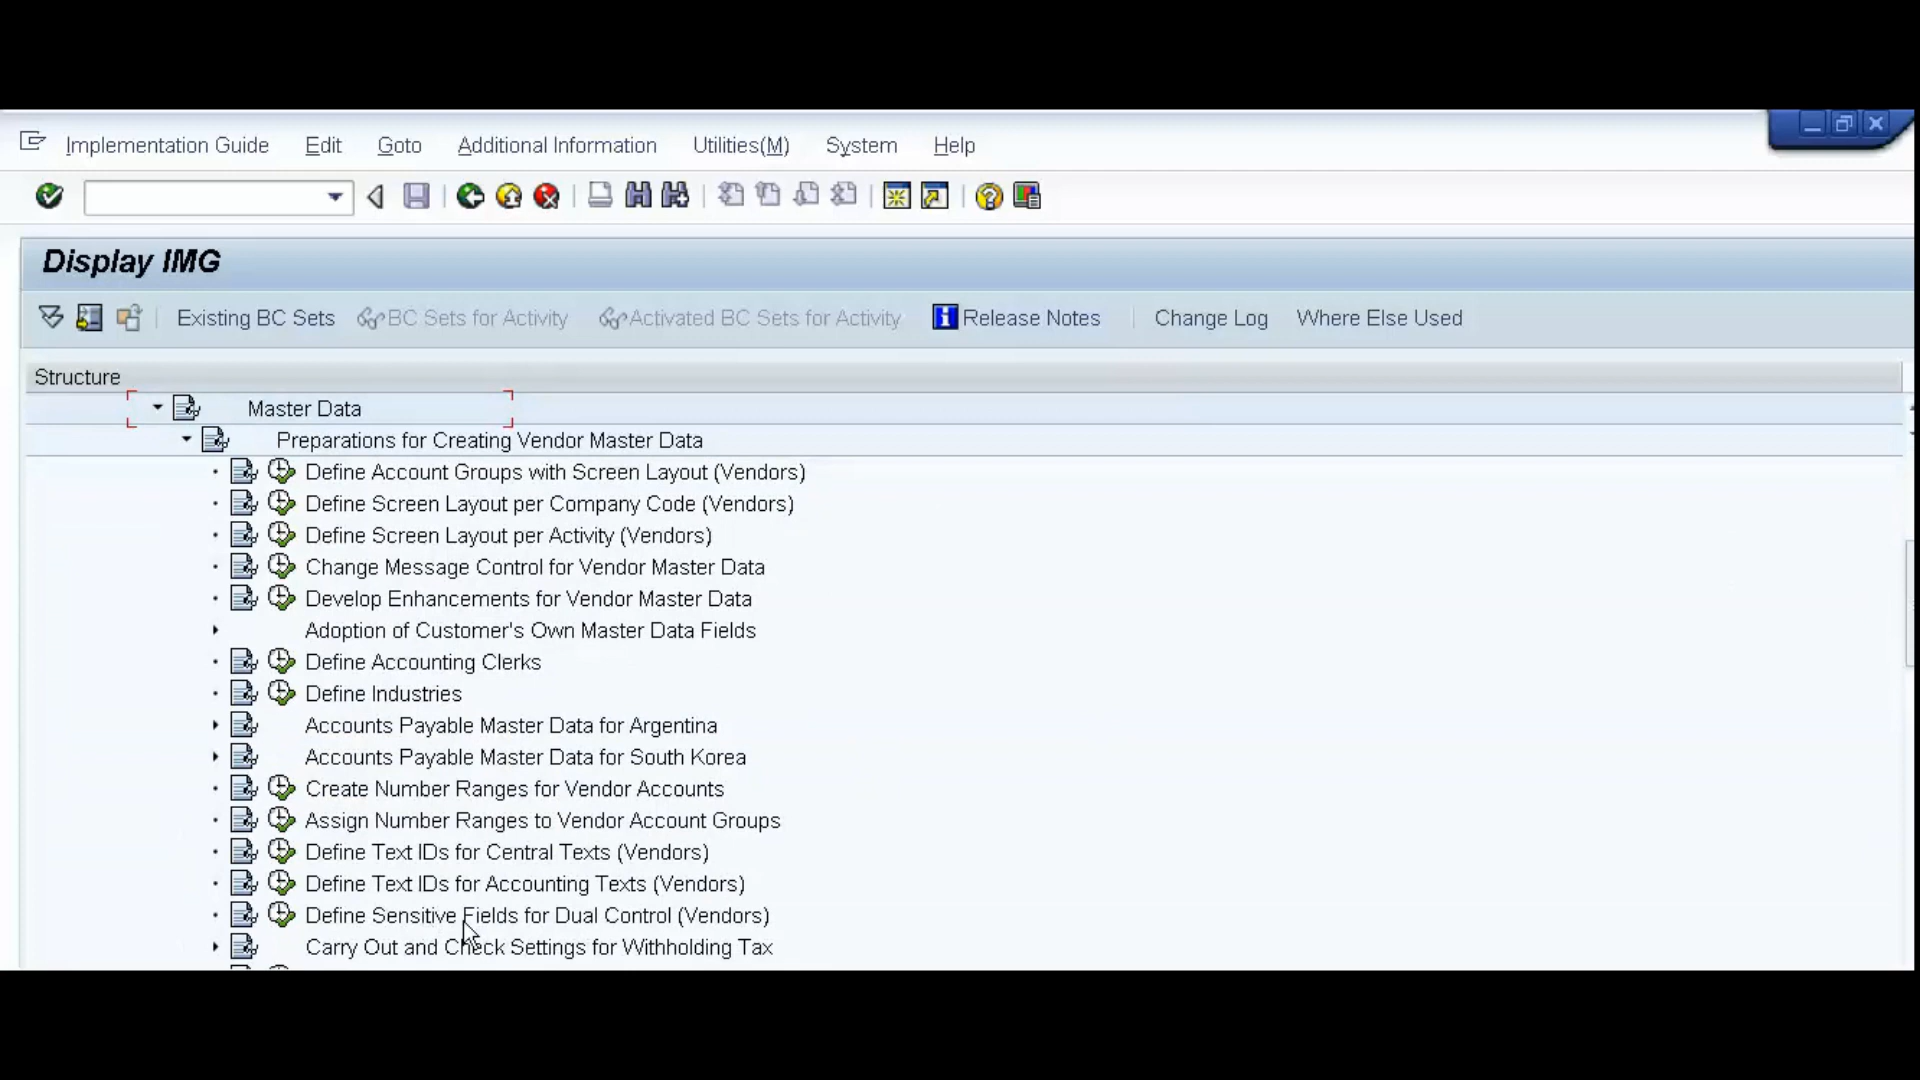 Implementation Guide Edit Goto Additional Information Utilities(M) System Help
Display IMG
Existing BC Sets BC Sets for Activity Activated BC Sets for Activity Release Notes Change Log Where Else Used
Structure
Master Data
Preparations for Creating Vendor Master Data
Define Account Groups with Screen Layout (Vendors)
Define Screen Layout per Company Code (Vendors)
Define Screen Layout per Activity (Vendors)
Change Message Control for Vendor Master Data
Develop Enhancements for Vendor Master Data
Adoption of Customer's Own Master Data Fields
Define Accounting Clerks
Define Industries
Accounts Payable Master Data for Argentina
Accounts Payable Master Data for South Korea
Create Number Ranges for Vendor Accounts
Assign Number Ranges to Vendor Account Groups
Define Text IDs for Central Texts (Vendors)
Define Text IDs for Accounting Texts (Vendors)
Define Sensitive Fields for Dual Control (Vendors)
Carry Out and Check Settings for Withholding Tax